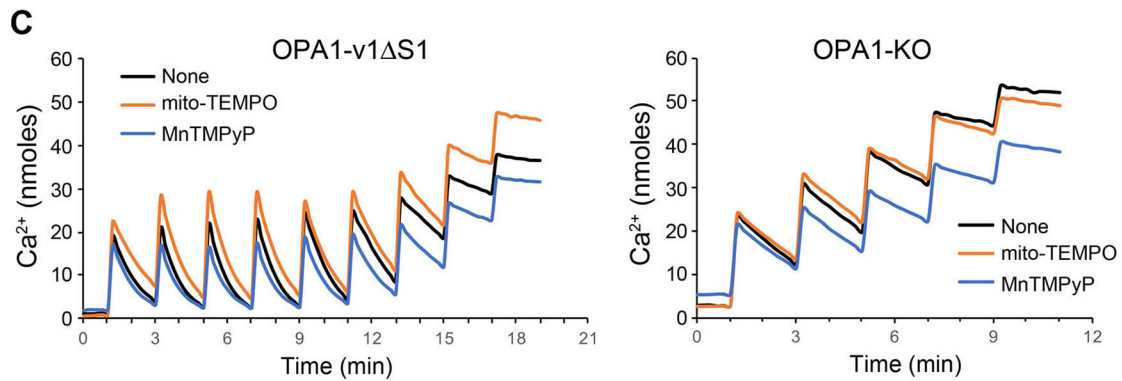 C
OPA1-v1ΔS1
None
mito-TEMPO
MnTMPyP
Ca²⁺ (nmoles)
60
50
40
30
20
10
0
0 3 6 9 12 15 18 21
Time (min)
OPA1-KO
None
mito-TEMPO
MnTMPyP
Ca²⁺ (nmoles)
60
50
40
30
20
10
0
0 3 6 9 12
Time (min)